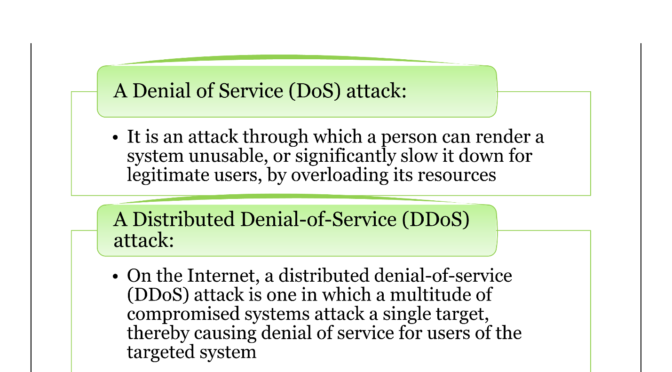 A Denial of Service (DoS) attack:
• It is an attack through which a person can render a
system unusable, or significantly slow it down for
legitimate users, by overloading its resources
A Distributed Denial-of-Service (DDoS)
attack:
• On the Internet, a distributed denial-of-service
(DDoS) attack is one in which a multitude of
compromised systems attack a single target,
thereby causing denial of service for users of the
targeted system